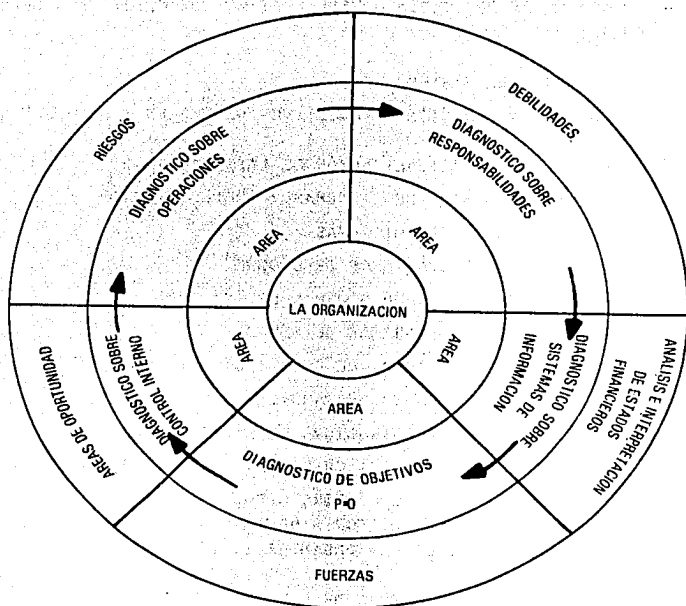 RIESGOS
DEBILIDADES
DIAGNOSTICO SOBRE
OPERACIONES
DIAGNOSTICO SOBRE
RESPONSABILIDADES
AREA
AREA
LA ORGANIZACION
AREA
AREA
AREA
DIAGNOSTICO SOBRE
SISTEMAS DE
INFORMACION
ANALISIS E INTERPRETACION
DE ESTADOS
FINANCIEROS
AREAS DE OPORTUNIDAD
DIAGNOSTICO SOBRE
CONTROL INTERNO
DIAGNOSTICO DE OBJETIVOS
P=O
FUERZAS